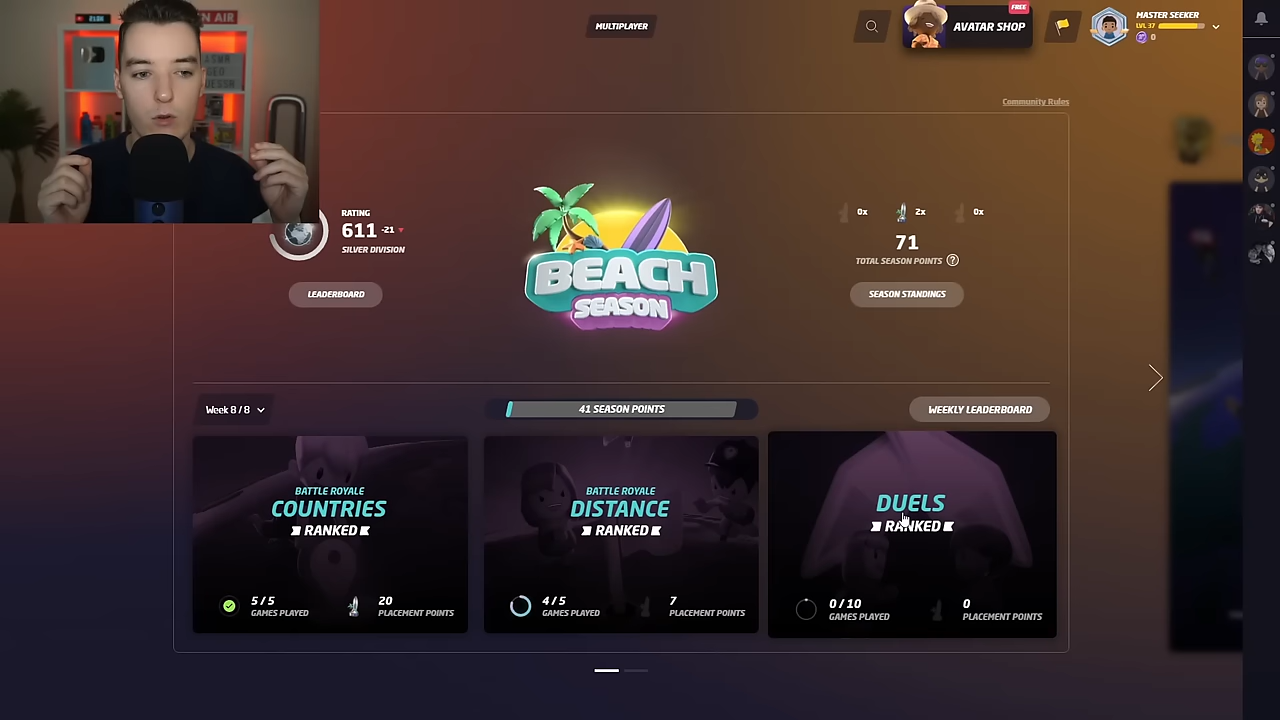 ON AIR
MULTIPLAYER
FREE
AVATAR SHOP
MASTER SEEKER
LVL 37
0
Community Rules
RATING
611 -21
SILVER DIVISION
LEADERBOARD
BEACH
SEASON
0x 2x 0x
71
TOTAL SEASON POINTS ?
SEASON STANDINGS
Week 8 / 8
41 SEASON POINTS
WEEKLY LEADERBOARD
BATTLE ROYALE
COUNTRIES
RANKED
5 / 5
GAMES PLAYED
20
PLACEMENT POINTS
BATTLE ROYALE
DISTANCE
RANKED
4 / 5
GAMES PLAYED
7
PLACEMENT POINTS
DUELS
RANKED
0 / 10
GAMES PLAYED
0
PLACEMENT POINTS